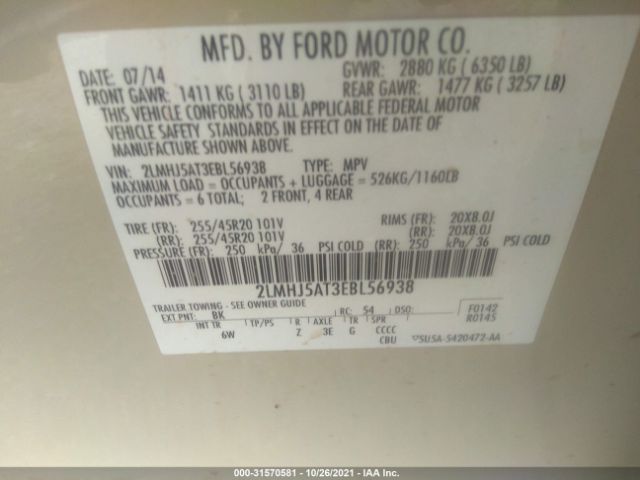 MFD. BY FORD MOTOR CO.
DATE: 07/14 GVWR: 2880 KG ( 6350 LB)
FRONT GAWR: 1411 KG ( 3110 LB) REAR GAWR: 1477 KG ( 3257 LB)
THIS VEHICLE CONFORMS TO ALL APPLICABLE FEDERAL MOTOR
VEHICLE SAFETY STANDARDS IN EFFECT ON THE DATE OF
MANUFACTURE SHOWN ABOVE.
VIN: 2LMHJ5AT3EBL56938 TYPE: MPV
MAXIMUM LOAD = OCCUPANTS + LUGGAGE = 526KG/1160LB
OCCUPANTS = 6 TOTAL; 2 FRONT, 4 REAR
TIRE (FR): 255/45R20 101V RIMS (FR): 20X8.0J
(RR): 255/45R20 101V (RR): 20X8.0J
PRESSURE (FR): 250 kPa/ 36 PSI COLD (RR): 250 kPa/ 36 PSI COLD
2LMHJ5AT3EBL56938
TRAILER TOWING - SEE OWNER GUIDE
EXT PNT: BK RC: 54 DSO: F0142
R0145
INT TR TP/PS R AXLE TR SPR
6W Z 3E G CCCC
CBU ▽SU5A-5420472-AA
000-31570581 - 10/26/2021 - IAA Inc.